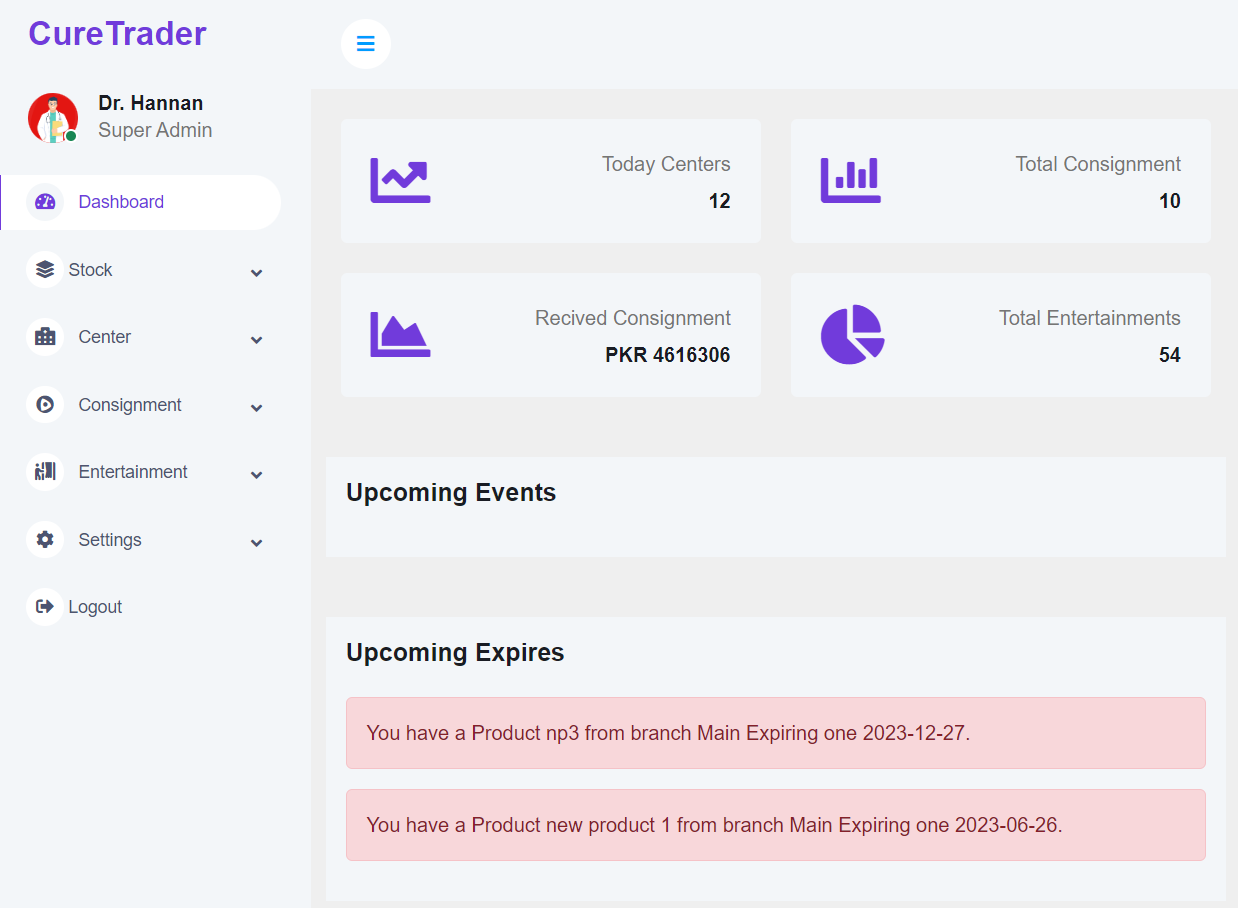 CureTrader
Dr. Hannan
Super Admin
Dashboard
Stock
Center
Consignment
Entertainment
Settings
Logout
Today Centers
12
Total Consignment
10
Recived Consignment
PKR 4616306
Total Entertainments
54
Upcoming Events
Upcoming Expires
You have a Product np3 from branch Main Expiring one 2023-12-27.
You have a Product new product 1 from branch Main Expiring one 2023-06-26.